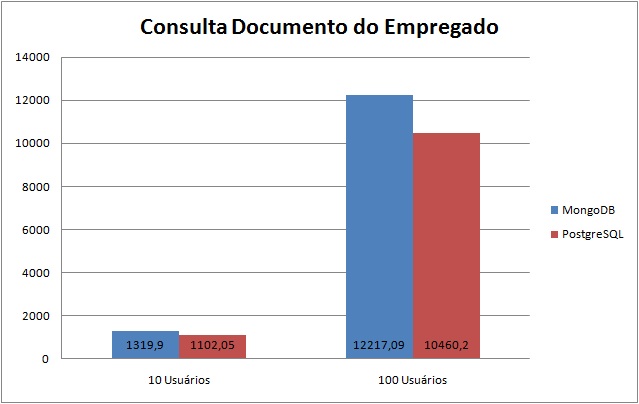 Consulta Documento do Empregado
14000
12000
10000
8000
6000
4000
2000
0
1319,9
1102,05
12217,09
10460,2
10 Usuários
100 Usuários
MongoDB
PostgreSQL